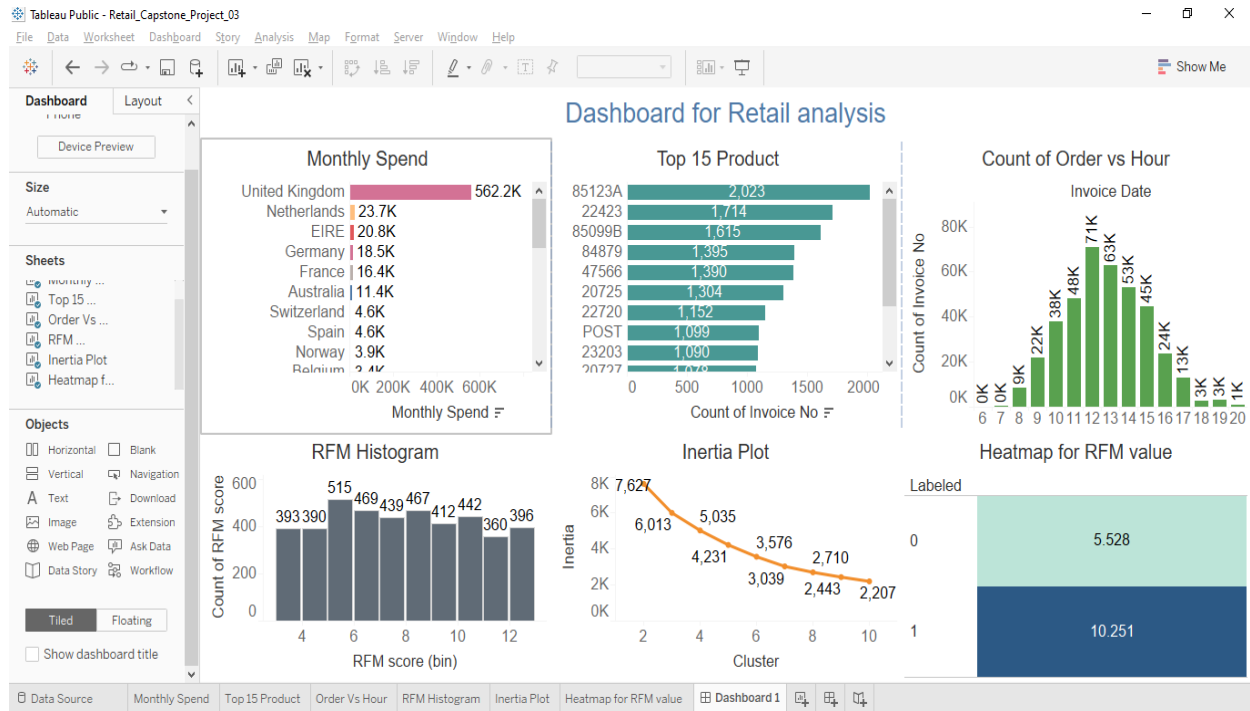 Tableau Public - Retail_Capstone_Project_03
File Data Worksheet Dashboard Story Analysis Map Format Server Window Help
Show Me
Dashboard Layout
Phone
Device Preview
Size
Automatic
Sheets
Monthly ...
Top 15 ...
Order Vs ...
RFM ...
Inertia Plot
Heatmap f...
Objects
Horizontal Blank
Vertical Navigation
Text Download
Image Extension
Web Page Ask Data
Data Story Workflow
Tiled Floating
Show dashboard title
Dashboard for Retail analysis
Monthly Spend
United Kingdom 562.2K
Netherlands 23.7K
EIRE 20.8K
Germany 18.5K
France 16.4K
Australia 11.4K
Switzerland 4.6K
Spain 4.6K
Norway 3.9K
Belgium 3.4K
0K 200K 400K 600K
Monthly Spend
Top 15 Product
85123A 2,023
22423 1,714
85099B 1,615
84879 1,395
47566 1,390
20725 1,304
22720 1,152
POST 1,099
23203 1,090
20727 1,078
0 500 1000 1500 2000
Count of Invoice No
Count of Order vs Hour
Invoice Date
Count of Invoice No
80K
60K
40K
20K
0K
0K 0K 9K 22K 38K 48K 71K 63K 53K 45K 24K 13K 3K 3K 1K
6 7 8 9 10 11 12 13 14 15 16 17 18 19 20
RFM Histogram
Count of RFM score
600
400
200
0
393 390 515 469 439 467 412 442 360 396
4 6 8 10 12
RFM score (bin)
Inertia Plot
Inertia
8K
6K
4K
2K
0K
7,627
6,013
5,035
4,231
3,576
3,039
2,710
2,443
2,207
2 4 6 8 10
Cluster
Heatmap for RFM value
Labeled
0 5.528
1 10.251
Data Source Monthly Spend Top 15 Product Order Vs Hour RFM Histogram Inertia Plot Heatmap for RFM value Dashboard 1